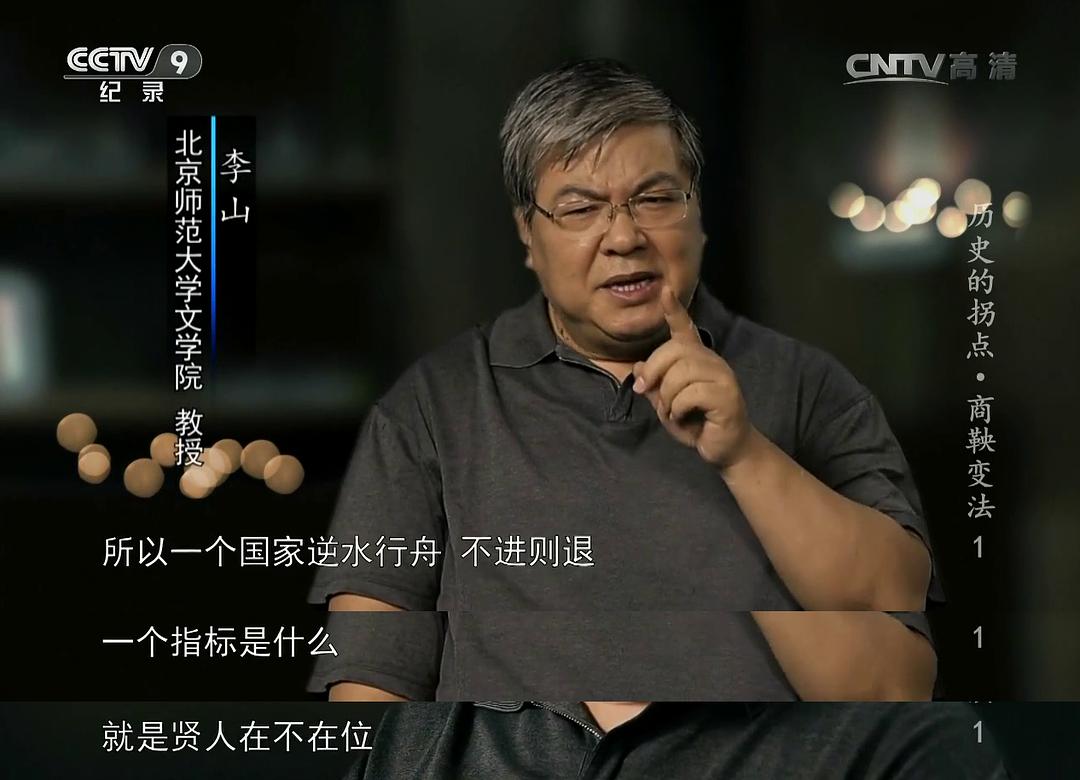 CCTV 9
纪录
CNTV高清
李山
北京师范大学文学院 教授
历史的拐点·商鞅变法
1
所以一个国家逆水行舟 不进则退
一个指标是什么
1
就是贤人在不在位
1